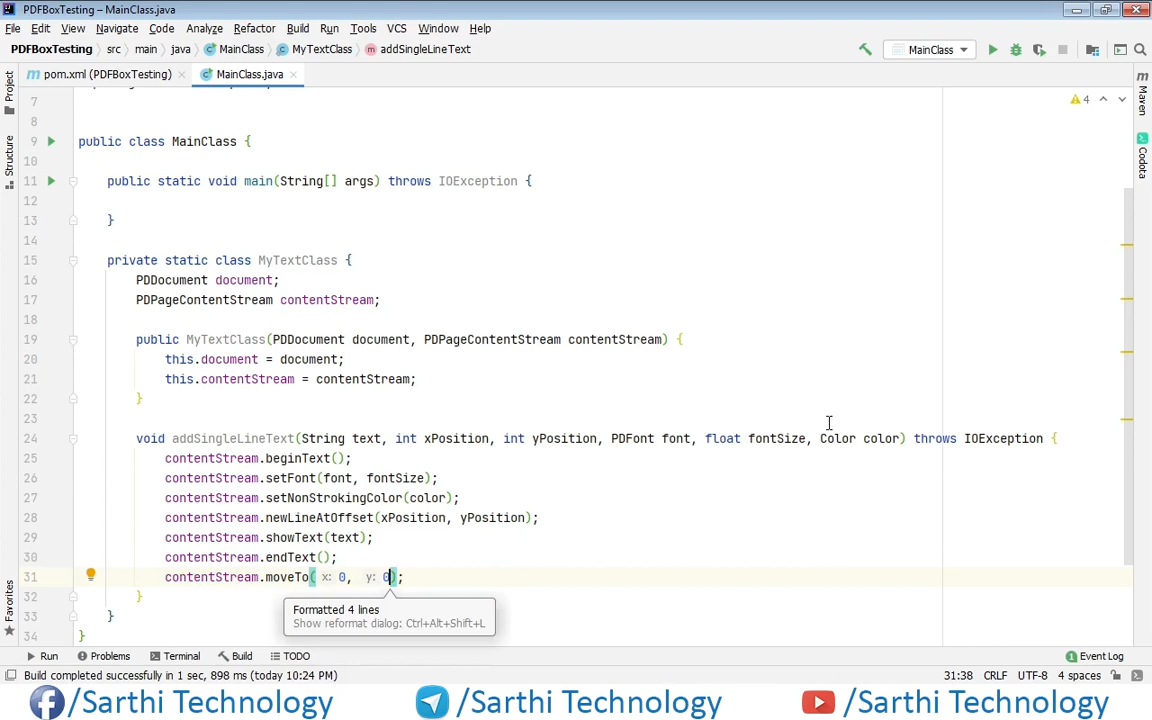 PDFBoxTesting – MainClass.java
File Edit View Navigate Code Analyze Refactor Build Run Tools VCS Window Help
PDFBoxTesting src main java MainClass MyTextClass addSingleLineText MainClass
pom.xml (PDFBoxTesting) MainClass.java
Project
Structure
Favorites
Maven
Codota
4
7
8
9 public class MainClass {
10
11 public static void main(String[] args) throws IOException {
12
13 }
14
15 private static class MyTextClass {
16 PDDocument document;
17 PDPageContentStream contentStream;
18
19 public MyTextClass(PDDocument document, PDPageContentStream contentStream) {
20 this.document = document;
21 this.contentStream = contentStream;
22 }
23
24 void addSingleLineText(String text, int xPosition, int yPosition, PDFont font, float fontSize, Color color) throws IOException {
25 contentStream.beginText();
26 contentStream.setFont(font, fontSize);
27 contentStream.setNonStrokingColor(color);
28 contentStream.newLineAtOffset(xPosition, yPosition);
29 contentStream.showText(text);
30 contentStream.endText();
31 contentStream.moveTo( x: 0, y: 0);
32 }
33 }
34 }
Formatted 4 lines
Show reformat dialog: Ctrl+Alt+Shift+L
Run Problems Terminal Build TODO 1 Event Log
Build completed successfully in 1 sec, 898 ms (today 10:24 PM) 31:38 CRLF UTF-8 4 spaces
/Sarthi Technology /Sarthi Technology /Sarthi Technology